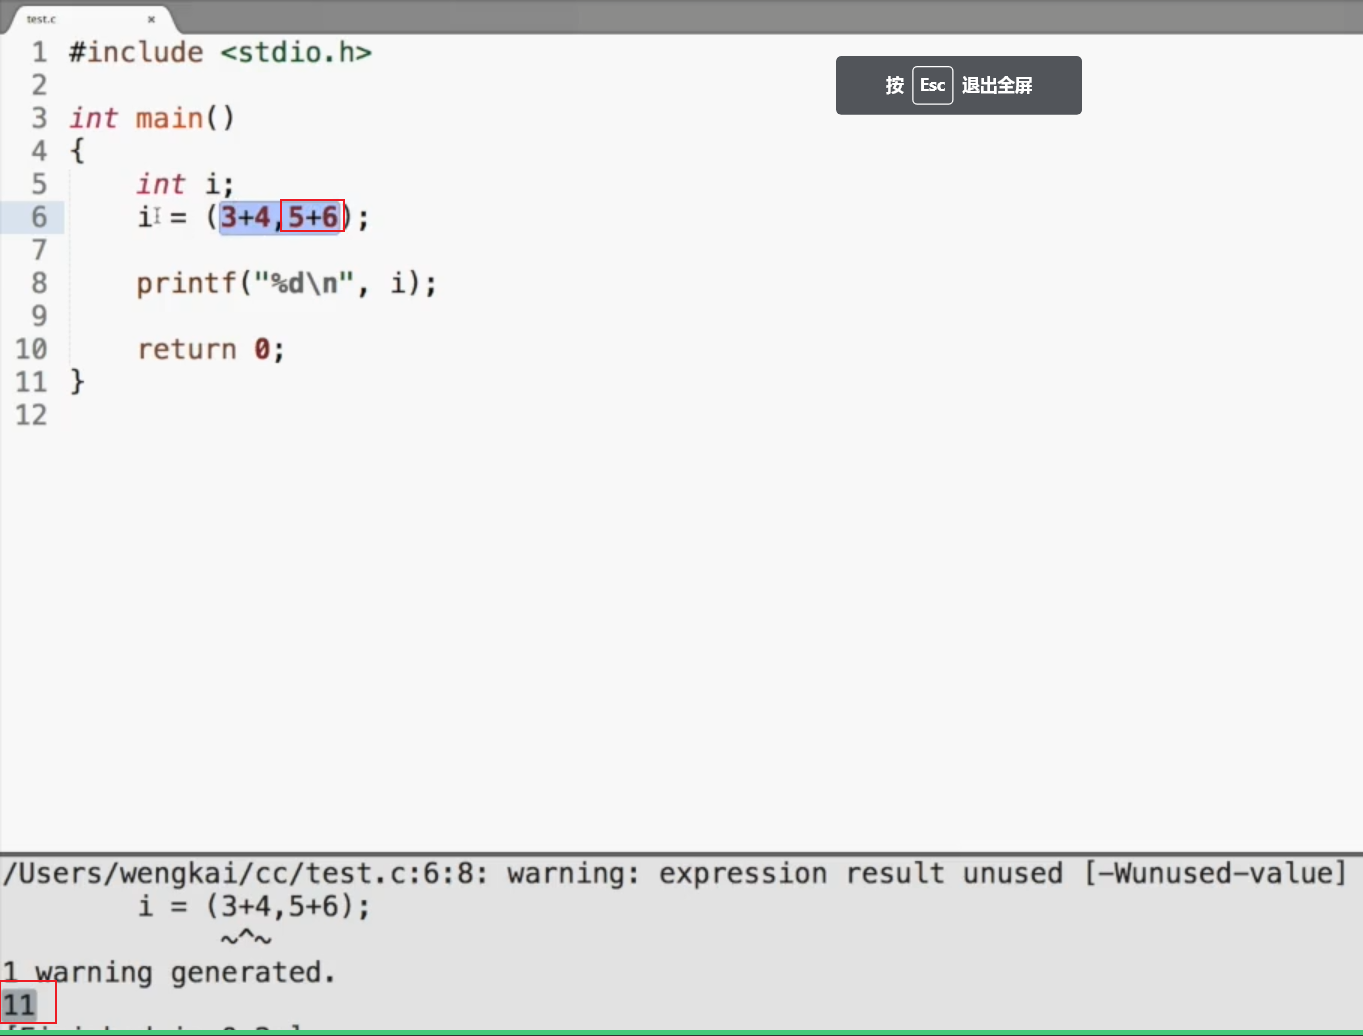 test.c ×
1 #include <stdio.h>
2
3 int main()
4 {
5 int i;
6 i = (3+4,5+6);
7
8 printf("%d\n", i);
9
10 return 0;
11 }
12
按 Esc 退出全屏
/Users/wengkai/cc/test.c:6:8: warning: expression result unused [-Wunused-value]
i = (3+4,5+6);
~^~
1 warning generated.
11